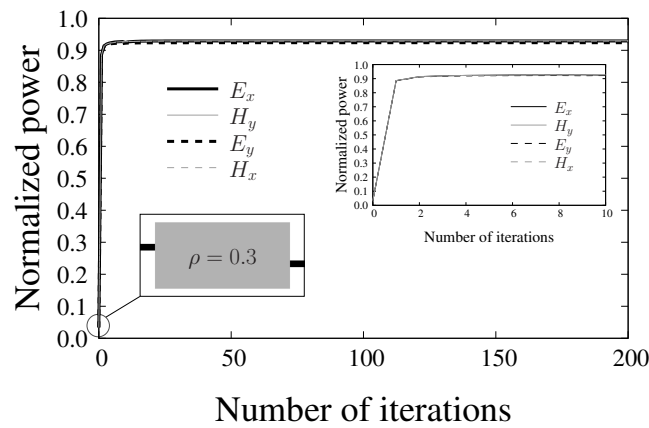 Normalized power
1.0
0.9
0.8
0.7
0.6
0.5
0.4
0.3
0.2
0.1
0.0
0 50 100 150 200
Number of iterations
E_x
H_y
E_y
H_x
ρ = 0.3
Normalized power
1.0
0.9
0.8
0.7
0.6
0.5
0.4
0.3
0.2
0.1
0.0
0 2 4 6 8 10
Number of iterations
E_x
H_y
E_y
H_x